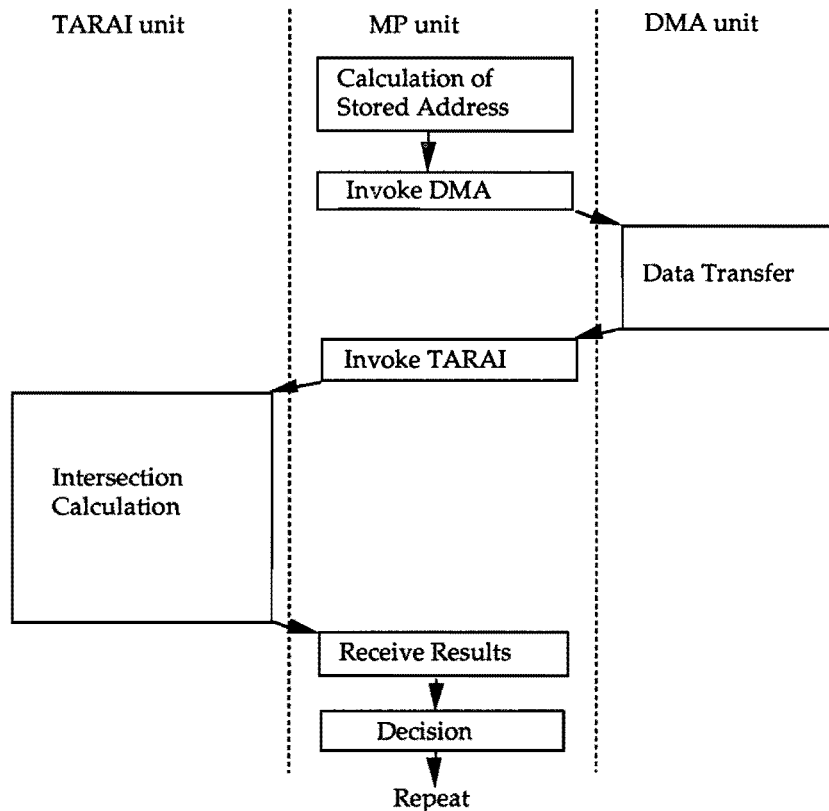 TARAI unit
MP unit
DMA unit
Calculation of
Stored Address
Invoke DMA
Data Transfer
Invoke TARAI
Intersection
Calculation
Receive Results
Decision
Repeat